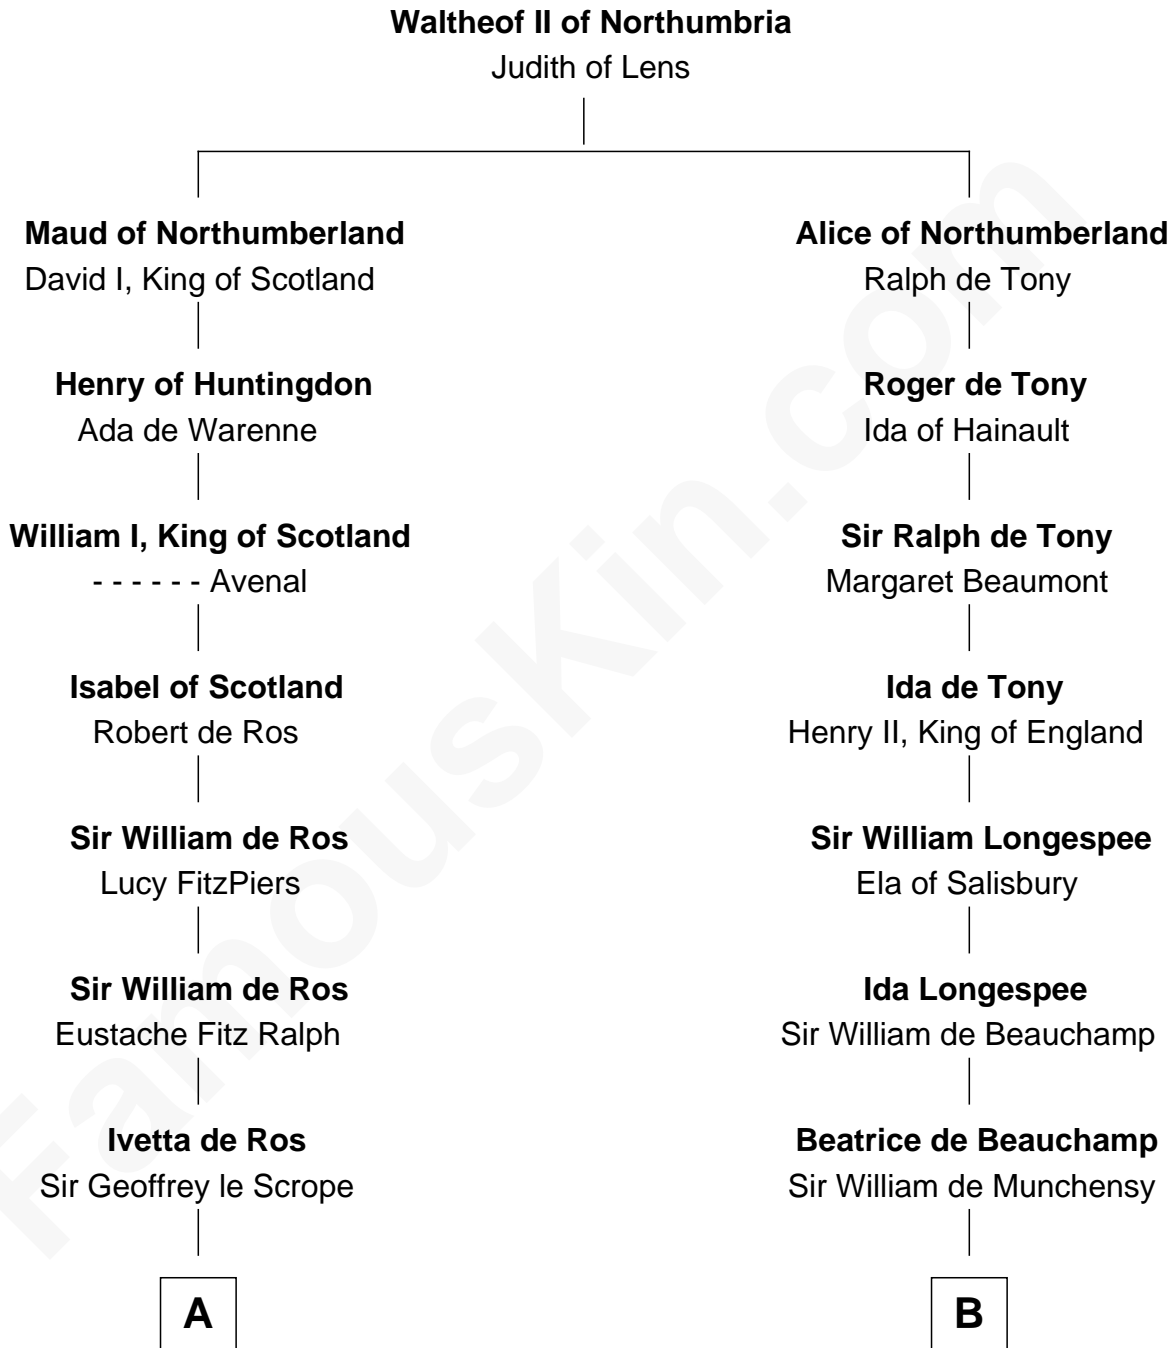 Waltheof II of Northumbria
Judith of Lens
Maud of Northumberland
David I, King of Scotland
Alice of Northumberland
Ralph de Tony
Henry of Huntingdon
Ada de Warenne
Roger de Tony
Ida of Hainault
William I, King of Scotland
- - - - - - Avenal
Sir Ralph de Tony
Margaret Beaumont
Isabel of Scotland
Robert de Ros
Ida de Tony
Henry II, King of England
Sir William de Ros
Lucy FitzPiers
Sir William Longespee
Ela of Salisbury
Sir William de Ros
Eustache Fitz Ralph
Ida Longespee
Sir William de Beauchamp
Ivetta de Ros
Sir Geoffrey le Scrope
Beatrice de Beauchamp
Sir William de Munchensy
A
B
FamousKin.com